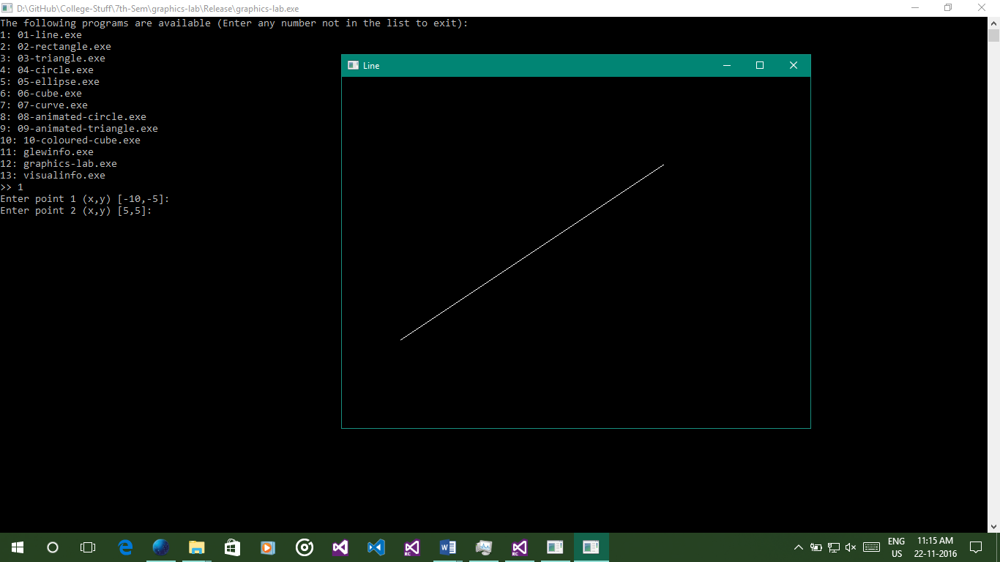 D:\GitHub\College-Stuff\7th-Sem\graphics-lab\Release\graphics-lab.exe
The following programs are available (Enter any number not in the list to exit):
1: 01-line.exe
2: 02-rectangle.exe
3: 03-triangle.exe
4: 04-circle.exe
5: 05-ellipse.exe
6: 06-cube.exe
7: 07-curve.exe
8: 08-animated-circle.exe
9: 09-animated-triangle.exe
10: 10-coloured-cube.exe
11: glewinfo.exe
12: graphics-lab.exe
13: visualinfo.exe
>> 1
Enter point 1 (x,y) [-10,-5]:
Enter point 2 (x,y) [5,5]:
Line
RC
W
RC
ENG
US
11:15 AM
22-11-2016